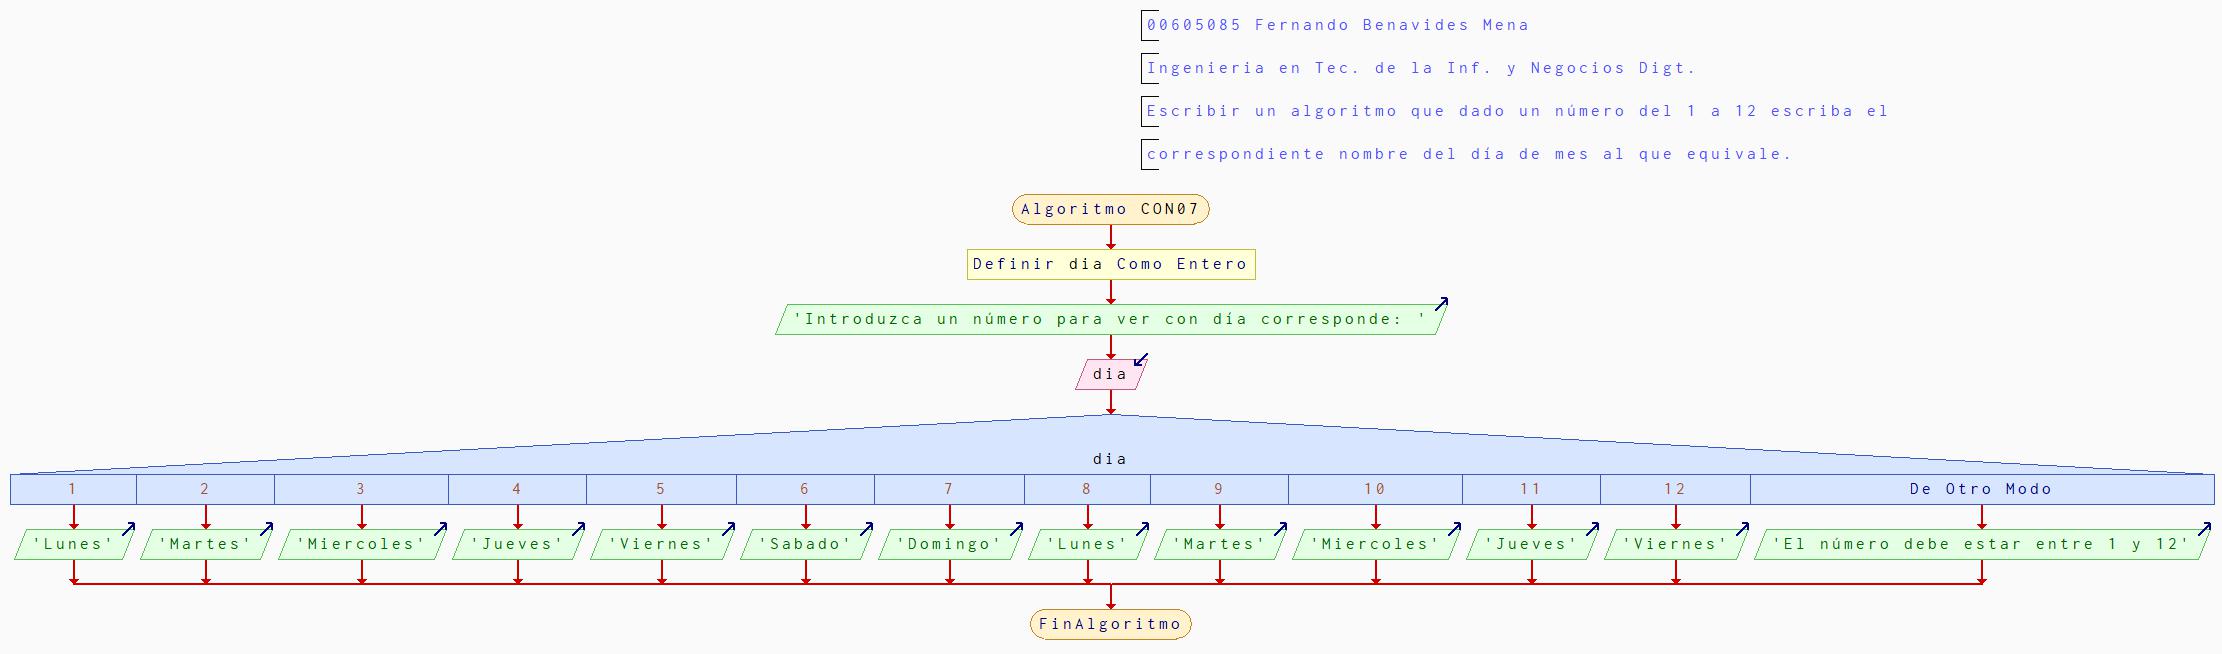 00605085 Fernando Benavides Mena
Ingenieria en Tec. de la Inf. y Negocios Digt.
Escribir un algoritmo que dado un número del 1 a 12 escriba el
correspondiente nombre del día de mes al que equivale.
Algoritmo CON07
Definir dia Como Entero
'Introduzca un número para ver con día corresponde: '
dia
dia
1 2 3 4 5 6 7 8 9 10 11 12 De Otro Modo
'Lunes' 'Martes' 'Miercoles' 'Jueves' 'Viernes' 'Sabado' 'Domingo' 'Lunes' 'Martes' 'Miercoles' 'Jueves' 'Viernes' 'El número debe estar entre 1 y 12'
FinAlgoritmo